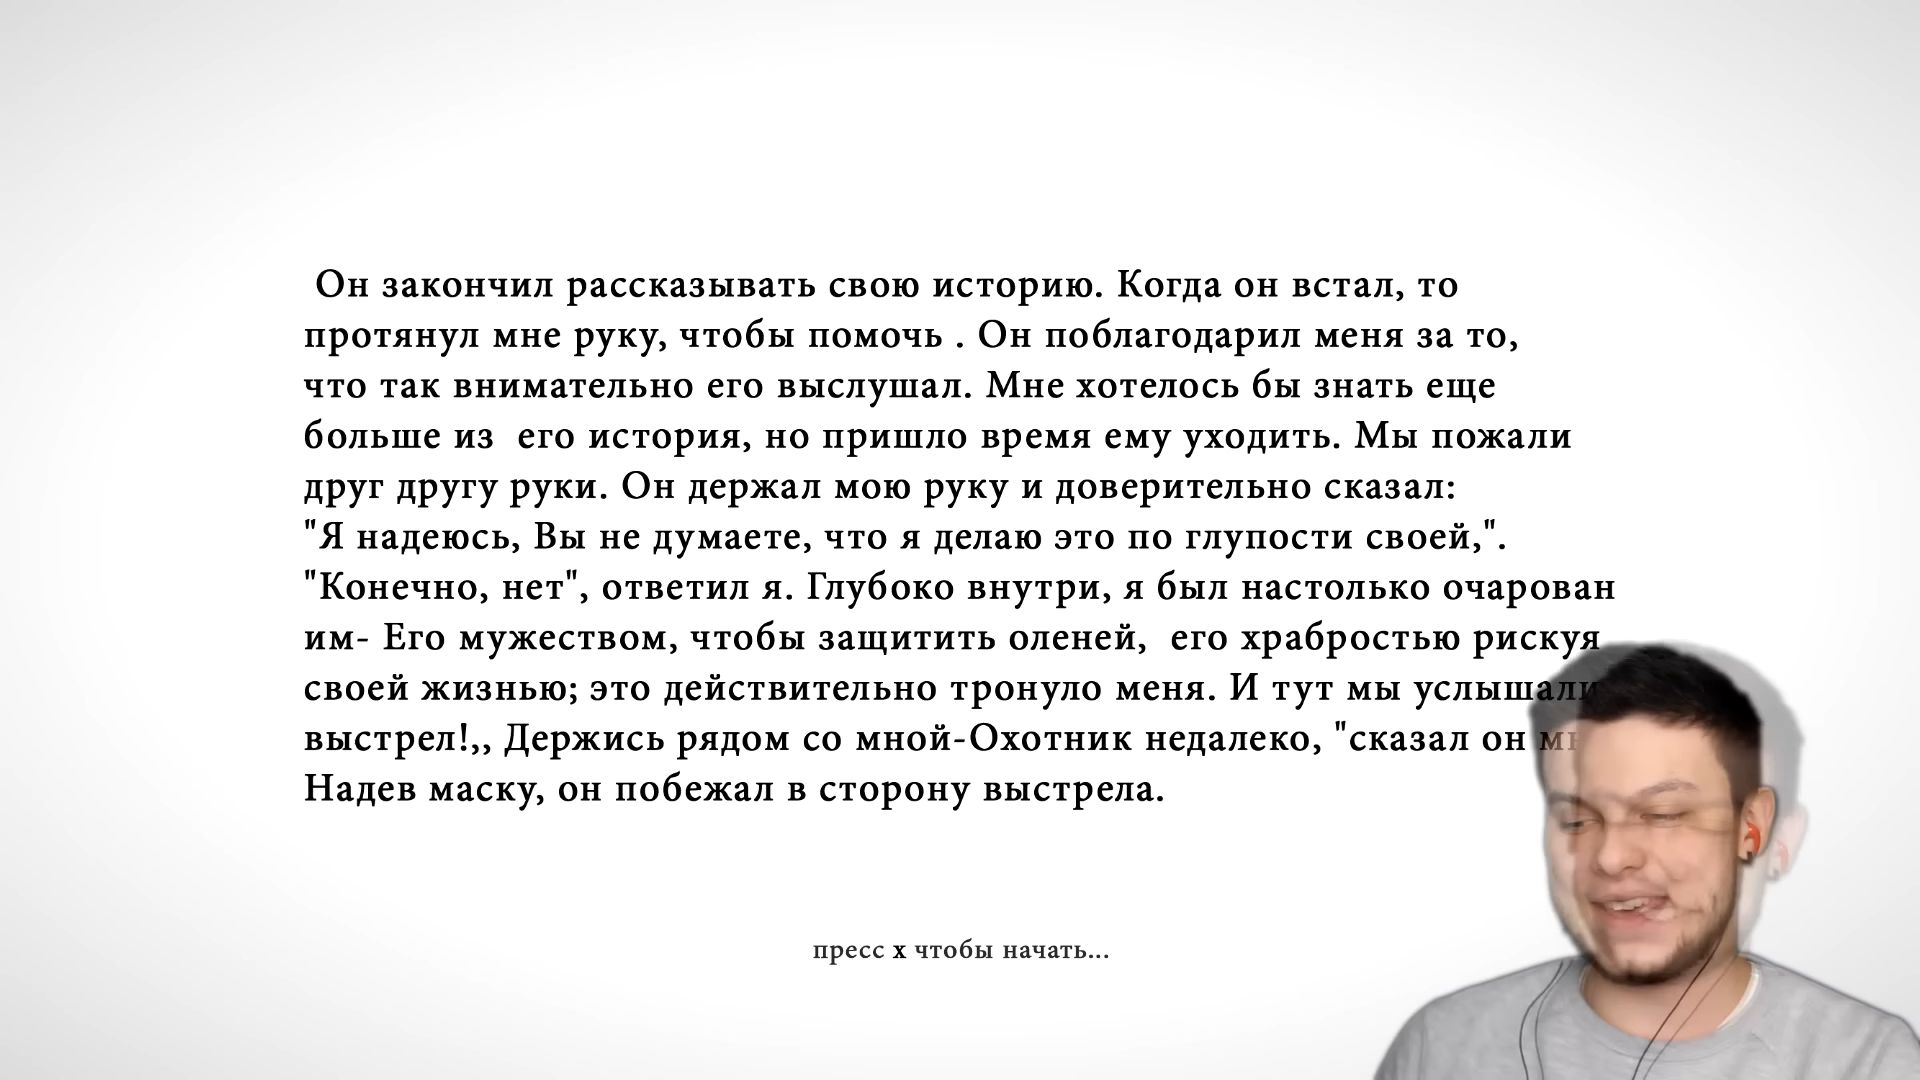 Он закончил рассказывать свою историю. Когда он встал, то
протянул мне руку, чтобы помочь . Он поблагодарил меня за то,
что так внимательно его выслушал. Мне хотелось бы знать еще
больше из  его история, но пришло время ему уходить. Мы пожали
друг другу руки. Он держал мою руку и доверительно сказал:
"Я надеюсь, Вы не думаете, что я делаю это по глупости своей,".
"Конечно, нет", ответил я. Глубоко внутри, я был настолько очарован
им- Его мужеством, чтобы защитить оленей,  его храбростью рискуя
своей жизнью; это действительно тронуло меня. И тут мы услышали
выстрел!,, Держись рядом со мной-Охотник недалеко, "сказал он
Надев маску, он побежал в сторону выстрела.
пресс x чтобы начать...